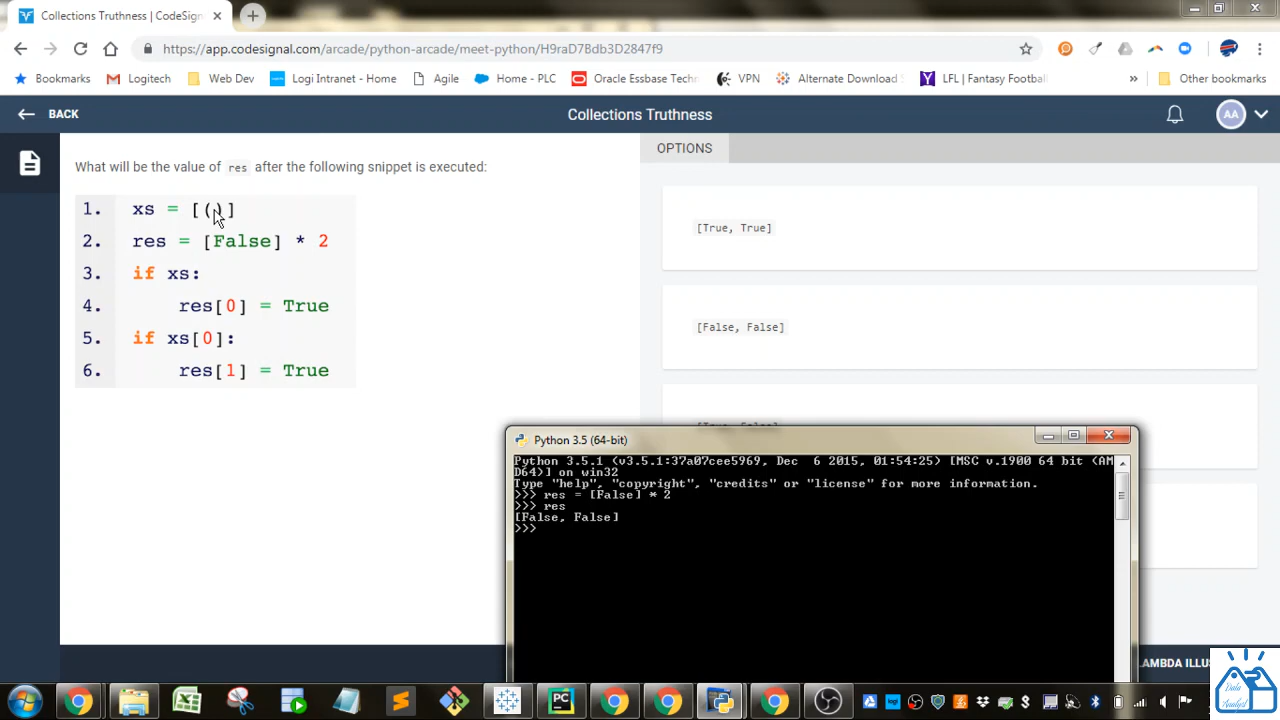 Collections Truthness | CodeSign
https://app.codesignal.com/arcade/python-arcade/meet-python/H9raD7Bdb3D2847f9
Bookmarks Logitech Web Dev Logi Intranet - Home Agile Home - PLC Oracle Essbase Techn VPN Alternate Download S LFL | Fantasy Football » Other bookmarks
BACK Collections Truthness AA
What will be the value of res after the following snippet is executed:
OPTIONS
1. xs = [()]
2. res = [False] * 2
3. if xs:
4. res[0] = True
5. if xs[0]:
6. res[1] = True
[True, True]
[False, False]
Python 3.5 (64-bit)
Python 3.5.1 (v3.5.1:37a07cee5969, Dec 6 2015, 01:54:25) [MSC v.1900 64 bit (AM
D64)] on win32
Type "help", "copyright", "credits" or "license" for more information.
>>> res = [False] * 2
>>> res
[False, False]
>>>
AMBDA ILLUS
Data
Analyst